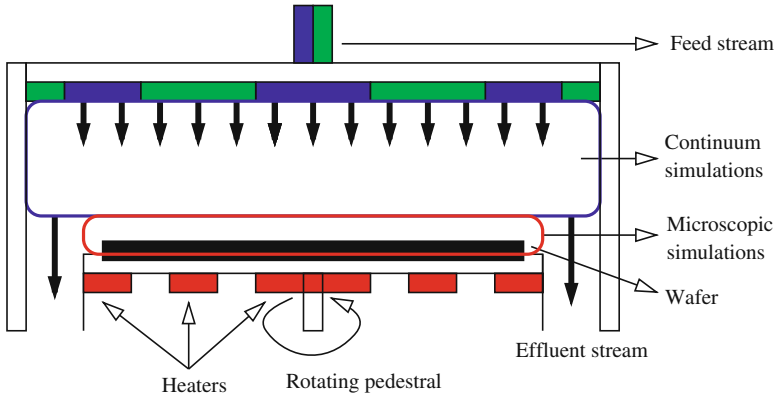 Feed stream
Continuum
simulations
Microscopic
simulations
Wafer
Effluent stream
Heaters
Rotating pedestral